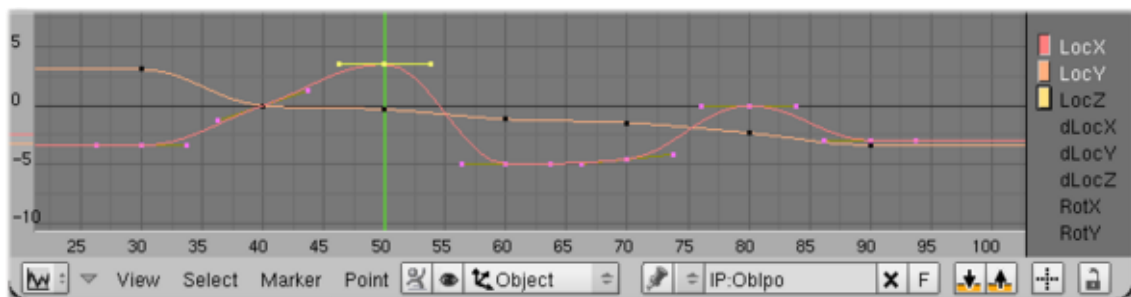 5
0
-5
-10
LocX
LocY
LocZ
dLocX
dLocY
dLocZ
RotX
RotY
25 30 35 40 45 50 55 60 65 70 75 80 85 90 95 100
View Select Marker Point Object IP:ObIpo X F